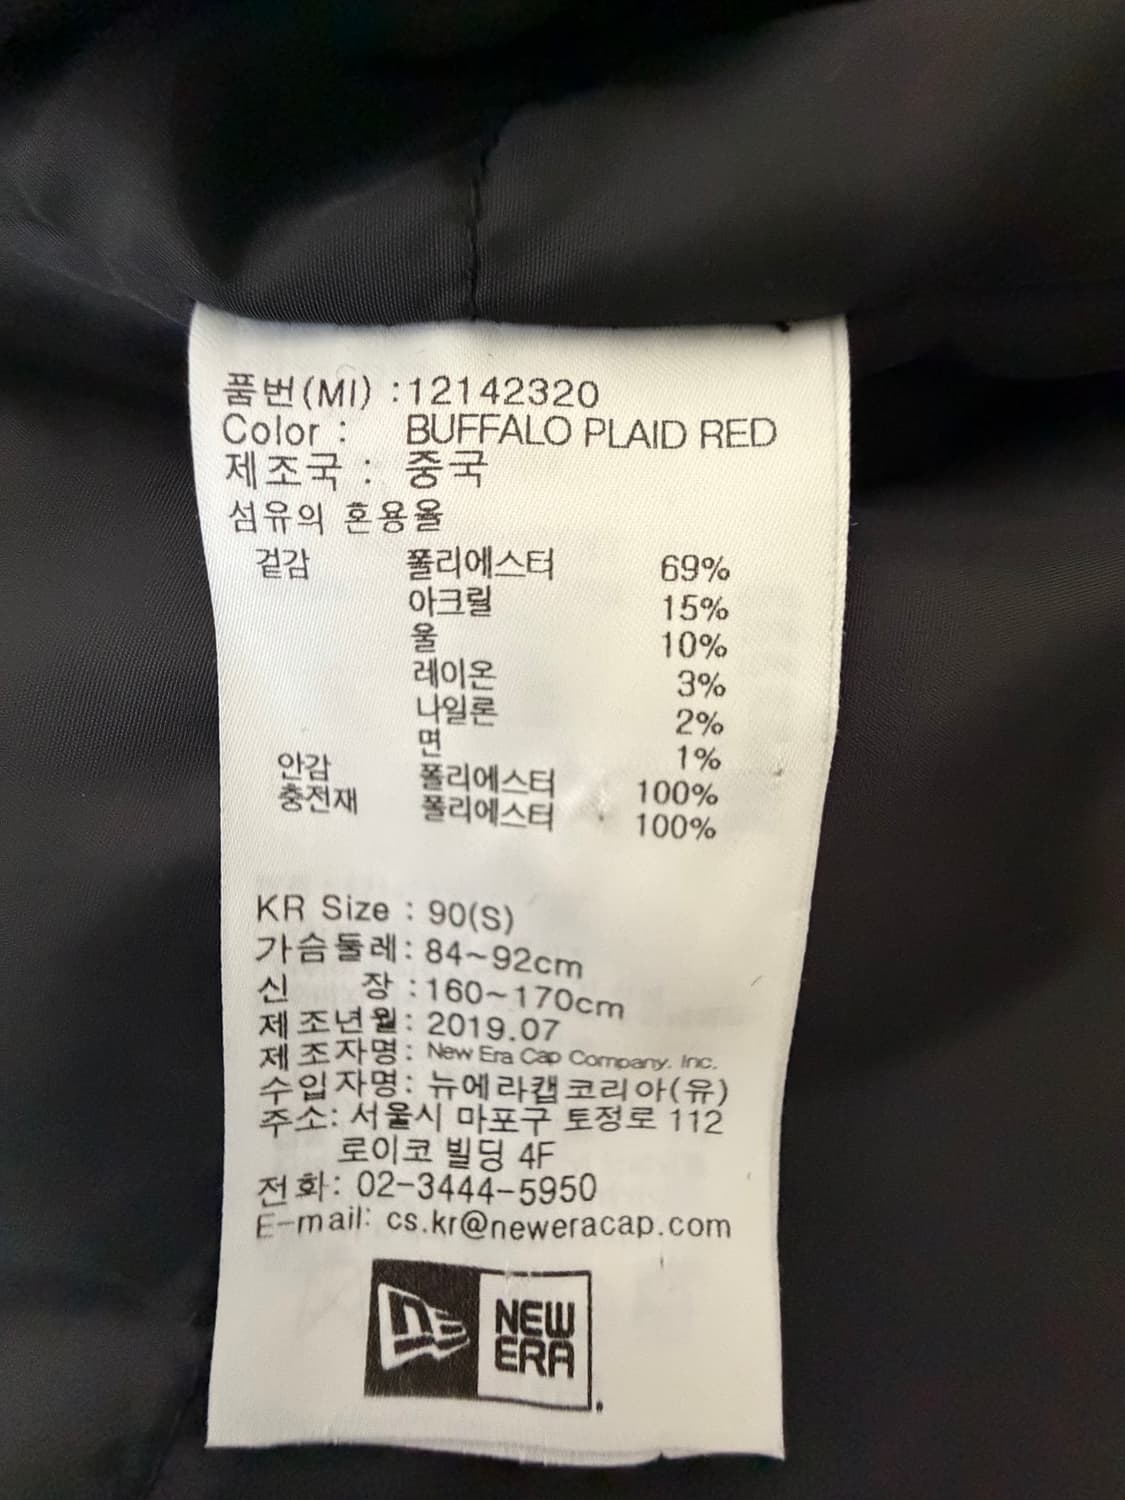 품번(MI) :12142320
Color : BUFFALO PLAID RED
제조국 : 중국
섬유의 혼용율
겉감 폴리에스터 69%
아크릴 15%
울 10%
레이온 3%
나일론 2%
면 1%
안감 폴리에스터 100%
충전재 폴리에스터 100%
KR Size : 90(S)
가슴둘레: 84~92cm
신 장 :160~170cm
제조년월: 2019.07
제조자명: New Era Cap Company. Inc.
수입자명: 뉴에라캡코리아(유)
주소: 서울시 마포구 토정로 112
로이코 빌딩 4F
전화: 02-3444-5950
E-mail: cs.kr@neweracap.com
NEW
ERA